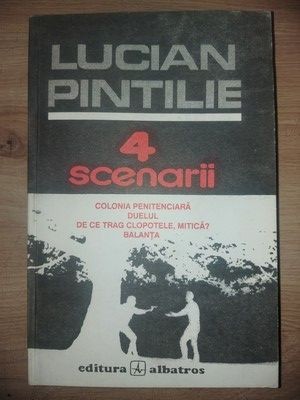 LUCIAN
PINTILIE
4
scenarii
COLONIA PENITENCIARĂ
DUELUL
DE CE TRAG CLOPOTELE, MITICĂ?
BALANȚA
editura albatros